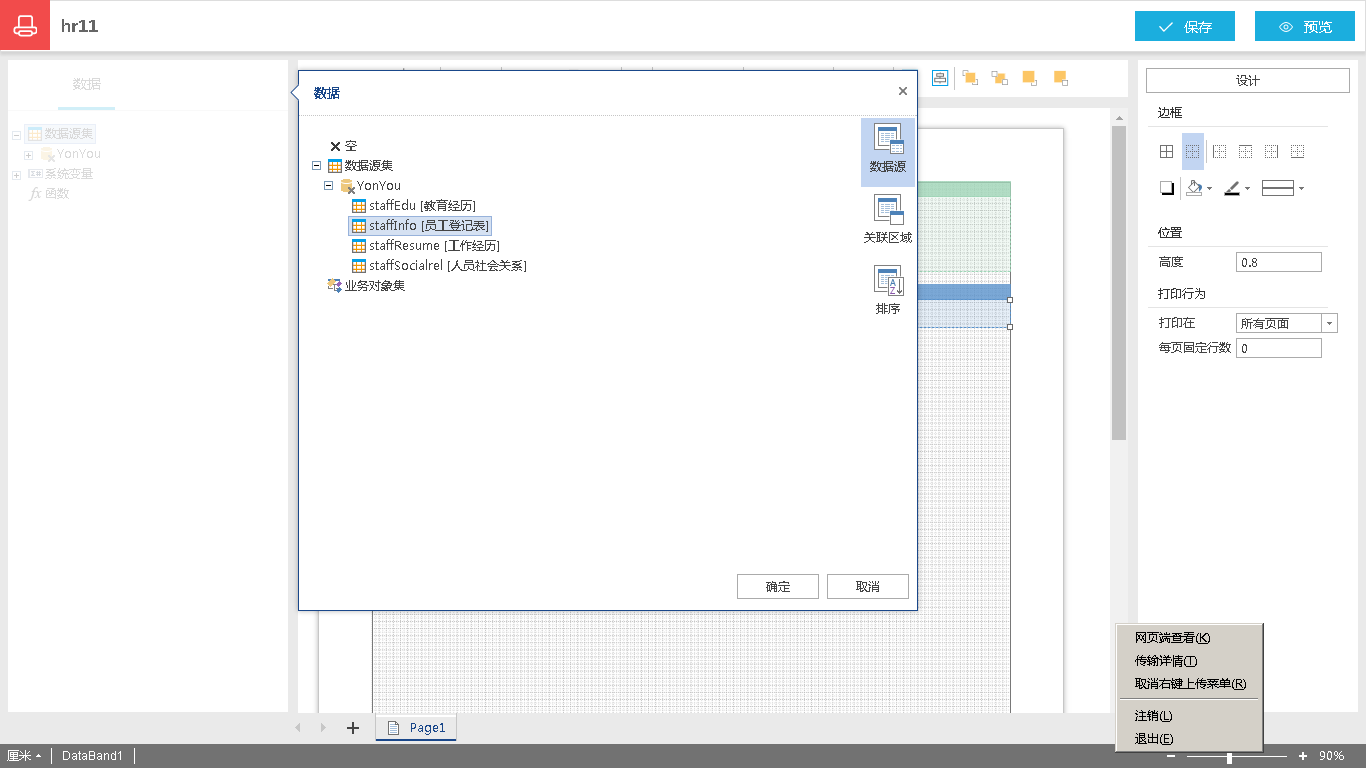 hr11
保存
预览
数据
数据源集
YonYou
系统变量
fx 函数
数据
空
数据源集
YonYou
staffEdu [教育经历]
staffInfo [员工登记表]
staffResume [工作经历]
staffSocialrel [人员社会关系]
业务对象集
数据源
关联区域
排序
确定
取消
设计
边框
位置
高度 0.8
打印行为
打印在 所有页面
每页固定行数 0
网页端查看(K)
传输详情(T)
取消右键上传菜单(R)
注销(L)
退出(E)
Page1
厘米
DataBand1
90%